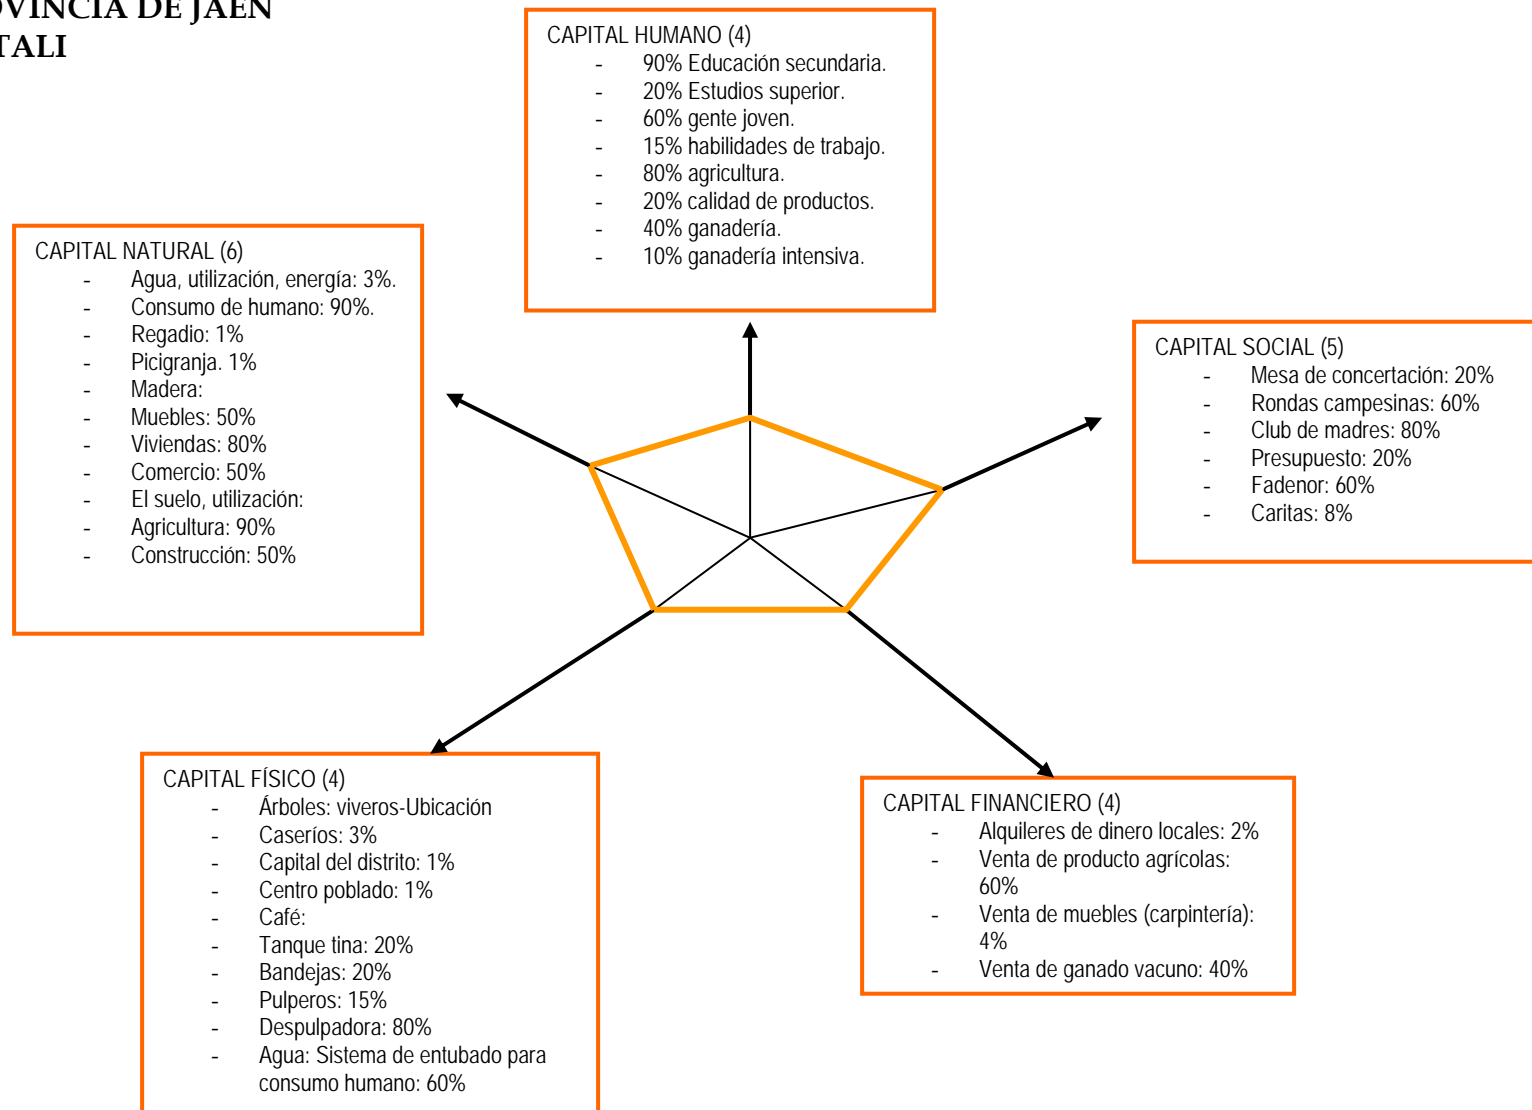 OVINCIA DE JAÉN
TALI
CAPITAL HUMANO (4)
- 90% Educación secundaria.
- 20% Estudios superior.
- 60% gente joven.
- 15% habilidades de trabajo.
- 80% agricultura.
- 20% calidad de productos.
- 40% ganadería.
- 10% ganadería intensiva.
CAPITAL NATURAL (6)
- Agua, utilización, energía: 3%.
- Consumo de humano: 90%.
- Regadio: 1%
- Picigranja. 1%
- Madera:
- Muebles: 50%
- Viviendas: 80%
- Comercio: 50%
- El suelo, utilización:
- Agricultura: 90%
- Construcción: 50%
CAPITAL SOCIAL (5)
- Mesa de concertación: 20%
- Rondas campesinas: 60%
- Club de madres: 80%
- Presupuesto: 20%
- Fadenor: 60%
- Caritas: 8%
CAPITAL FÍSICO (4)
- Árboles: viveros-Ubicación
- Caseríos: 3%
- Capital del distrito: 1%
- Centro poblado: 1%
- Café:
- Tanque tina: 20%
- Bandejas: 20%
- Pulperos: 15%
- Despulpadora: 80%
- Agua: Sistema de entubado para
consumo humano: 60%
CAPITAL FINANCIERO (4)
- Alquileres de dinero locales: 2%
- Venta de producto agrícolas:
60%
- Venta de muebles (carpintería):
4%
- Venta de ganado vacuno: 40%